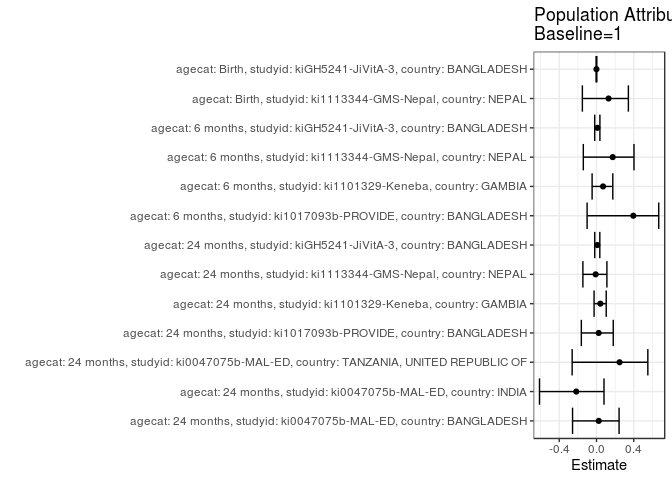 Population Attribu
Baseline=1
agecat: Birth, studyid: kiGH5241-JiVitA-3, country: BANGLADESH
agecat: Birth, studyid: ki1113344-GMS-Nepal, country: NEPAL
agecat: 6 months, studyid: kiGH5241-JiVitA-3, country: BANGLADESH
agecat: 6 months, studyid: ki1113344-GMS-Nepal, country: NEPAL
agecat: 6 months, studyid: ki1101329-Keneba, country: GAMBIA
agecat: 6 months, studyid: ki1017093b-PROVIDE, country: BANGLADESH
agecat: 24 months, studyid: kiGH5241-JiVitA-3, country: BANGLADESH
agecat: 24 months, studyid: ki1113344-GMS-Nepal, country: NEPAL
agecat: 24 months, studyid: ki1101329-Keneba, country: GAMBIA
agecat: 24 months, studyid: ki1017093b-PROVIDE, country: BANGLADESH
agecat: 24 months, studyid: ki0047075b-MAL-ED, country: TANZANIA, UNITED REPUBLIC OF
agecat: 24 months, studyid: ki0047075b-MAL-ED, country: INDIA
agecat: 24 months, studyid: ki0047075b-MAL-ED, country: BANGLADESH
-0.4 0.0 0.4
Estimate